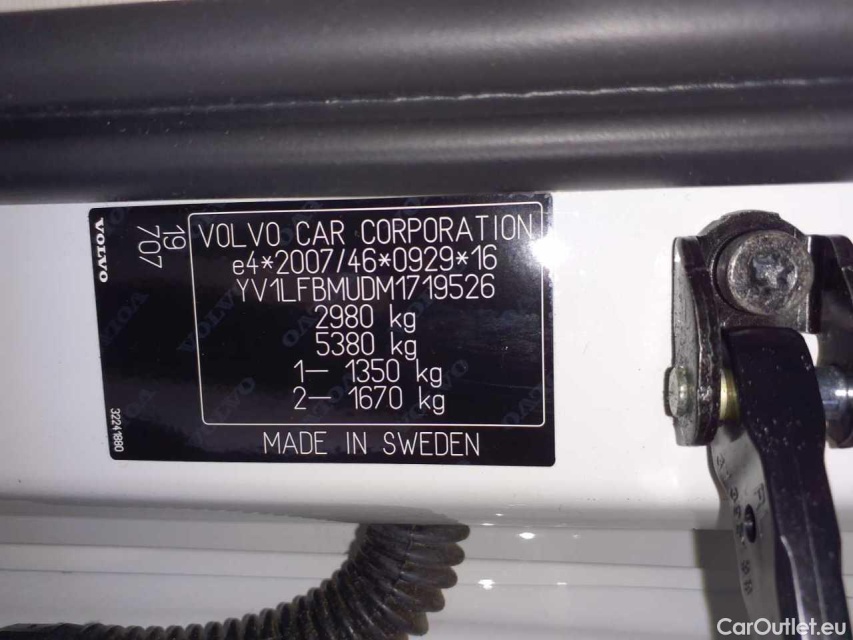 VOLVO
19
707
VOLVO CAR CORPORATION
e4*2007/46*0929*16
YV1LFBMUDM1719526
2980 kg
5380 kg
1– 1350 kg
2– 1670 kg
MADE IN SWEDEN
32241880
CarOutlet.eu